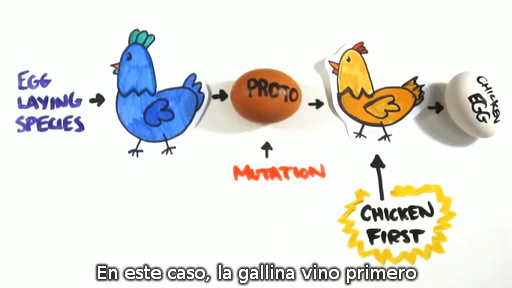 EGG
LAYING
SPECIES
PROTO
MUTATION
CHICKEN
FIRST
CHICKEN
EGG
En este caso, la gallina vino primero